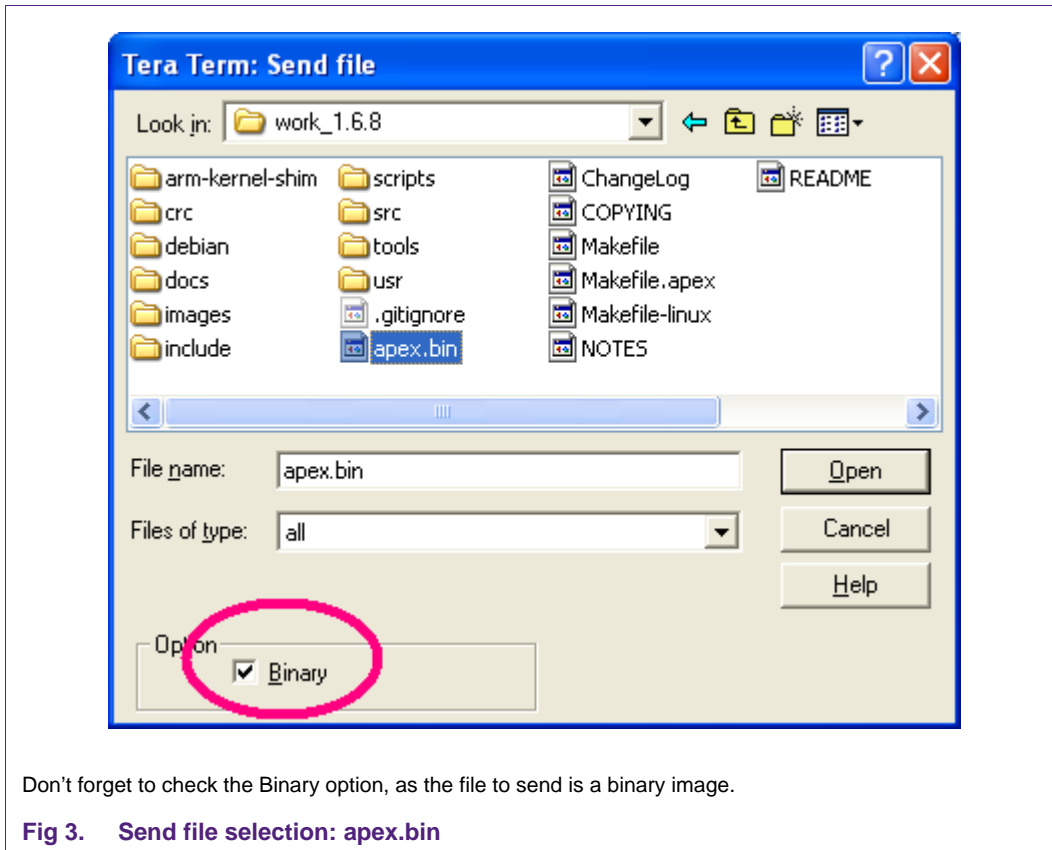 Tera Term: Send file
Look in: work_1.6.8
arm-kernel-shim scripts ChangeLog README
crc src COPYING
debian tools Makefile
docs usr Makefile.apex
images .gitignore Makefile-linux
include apex.bin NOTES
File name: apex.bin Open
Files of type: all Cancel
Help
Option
Binary
Don’t forget to check the Binary option, as the file to send is a binary image.
Fig 3. Send file selection: apex.bin